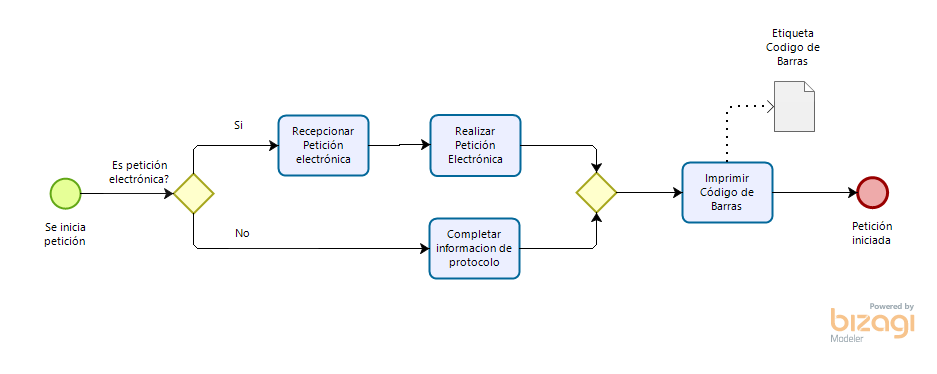 Etiqueta
Codigo de
Barras
Si
Recepcionar
Petición
electrónica
Realizar
Petición
Electrónica
Es petición
electrónica?
Se inicia
petición
Imprimir
Código de
Barras
Petición
iniciada
No
Completar
informacion de
protocolo
Powered by
bizagi
Modeler